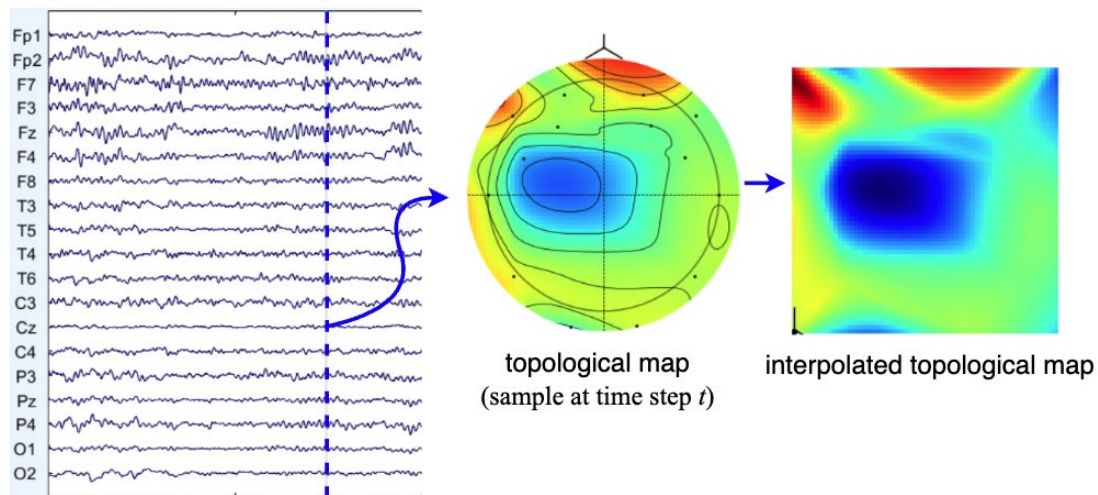 Fp1
Fp2
F7
F3
Fz
F4
F8
T3
T5
T4
T6
C3
Cz
C4
P3
Pz
P4
O1
O2
topological map
(sample at time step t)
interpolated topological map